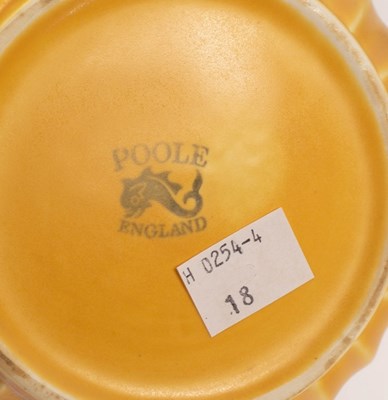 POOLE
ENGLAND
H 0254-4
18